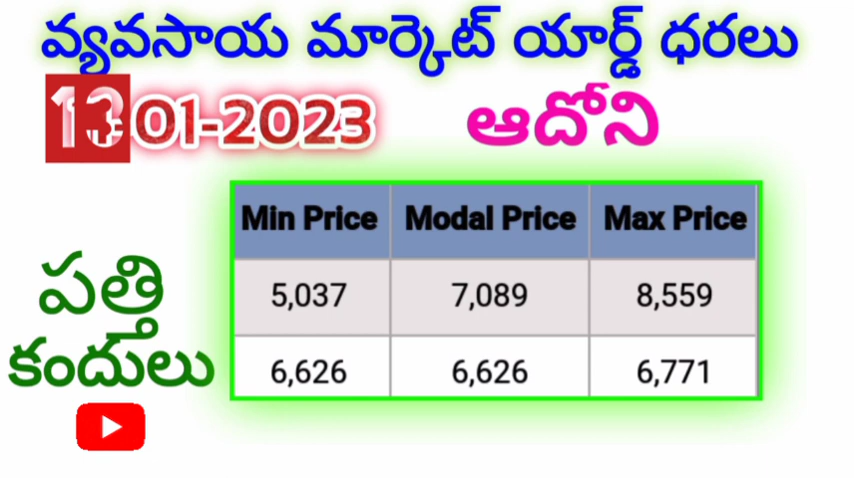 వ్యవసాయ మార్కెట్ యార్డ్ ధరలు
13-01-2023 ఆదోని
Min Price Modal Price Max Price
పత్తి 5,037 7,089 8,559
కందులు 6,626 6,626 6,771